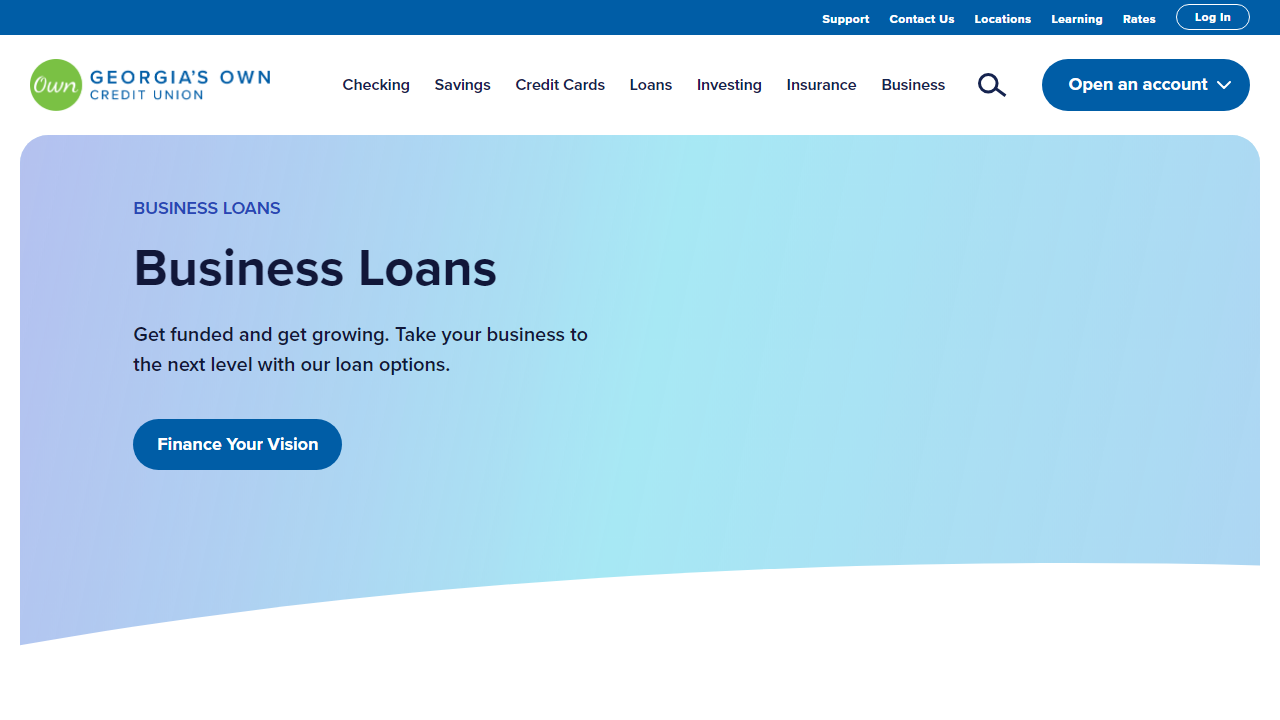 Support Contact Us Locations Learning Rates Log In
Own GEORGIA'S OWN
CREDIT UNION
Checking Savings Credit Cards Loans Investing Insurance Business Open an account
BUSINESS LOANS
Business Loans
Get funded and get growing. Take your business to
the next level with our loan options.
Finance Your Vision